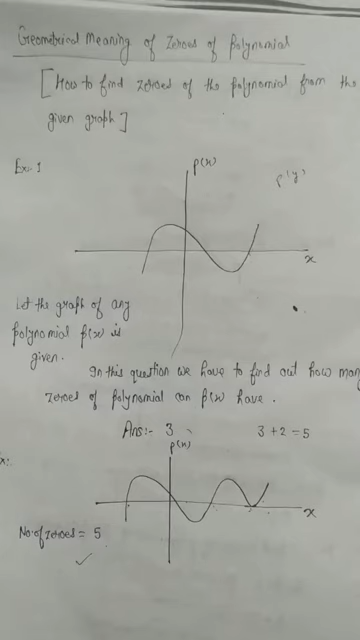 Geometrical Meaning of Zeroes of Polynomial
[How to find zeroes of the polynomial from the
given graph]
Ex:- 1
p(x)
p(y)
x
Let the graph of any
polynomial p(x) is
given.
In this question we have to find out how man
zeroes of polynomial can p(x) have.
Ans:- 3
3 + 2 = 5
p(x)
x:
x
No. of zeroes = 5